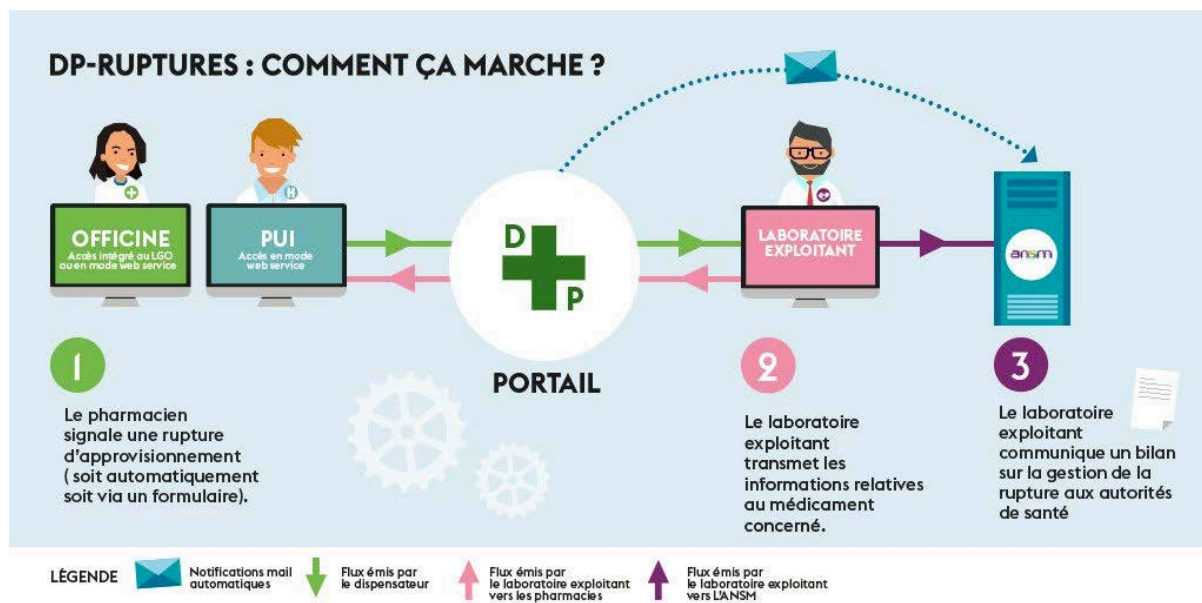 DP-RUPTURES : COMMENT ÇA MARCHE ?
OFFICINE
Accès intégré au LGO
ou en mode web service
PUI
Accès en mode
web service
H
D
P
PORTAIL
LABORATOIRE
EXPLOITANT
ansm
1
Le pharmacien
signale une rupture
d'approvisionnement
( soit automatiquement
soit via un formulaire).
2
Le laboratoire
exploitant
transmet les
informations relatives
au médicament
concerné.
3
Le laboratoire
exploitant
communique un bilan
sur la gestion de la
rupture aux autorités
de santé
LÉGENDE
Notifications mail
automatiques
Flux émis par
le dispensateur
Flux émis par
le laboratoire exploitant
vers les pharmacies
Flux émis par
le laboratoire exploitant
vers L'ANSM